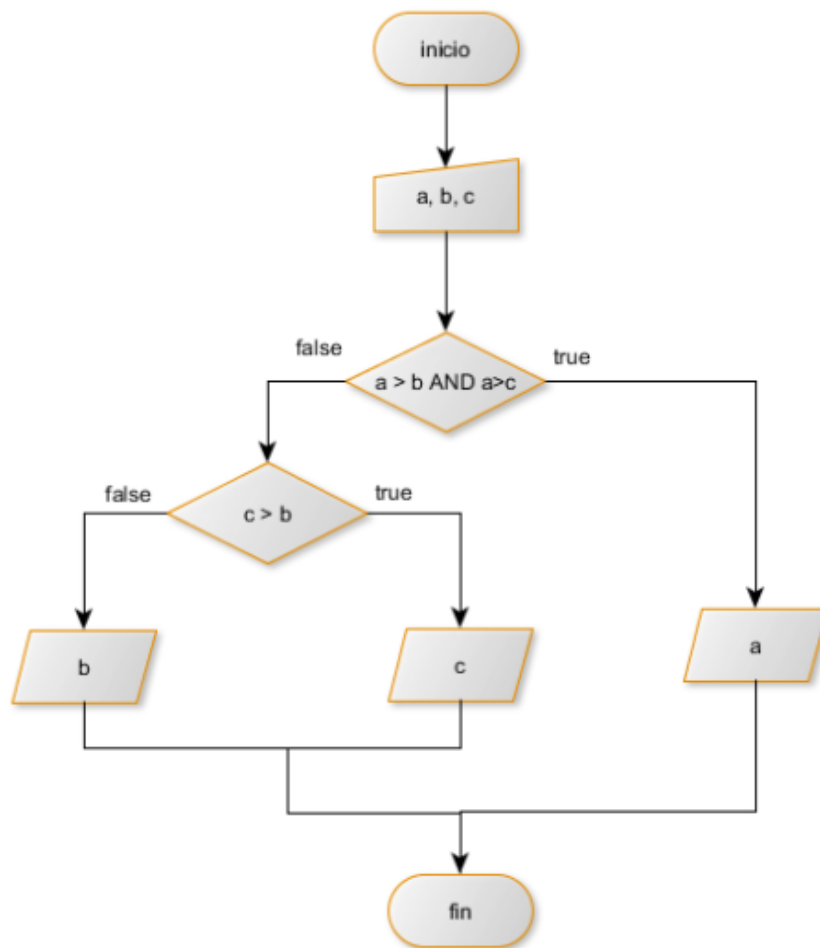 inicio
a, b, c
false
true
a > b AND a>c
false
true
c > b
b
c
a
fin